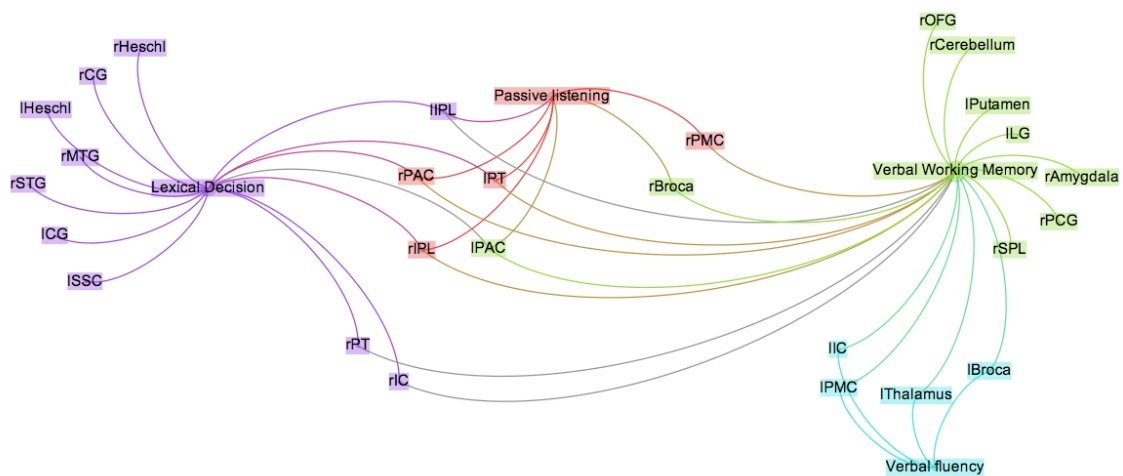 rOFG
rHeschl
rCerebellum
rCG
Passive listening
lHeschl
lIPL
lPutamen
rPMC
lLG
rMTG
Verbal Working Memory
rPAC
lPT
rAmygdala
rSTG
Lexical Decision
rBroca
rPCG
lCG
rIPL
lPAC
rSPL
lSSC
rPT
lIC
rIC
lPMC
lThalamus
lBroca
Verbal fluency